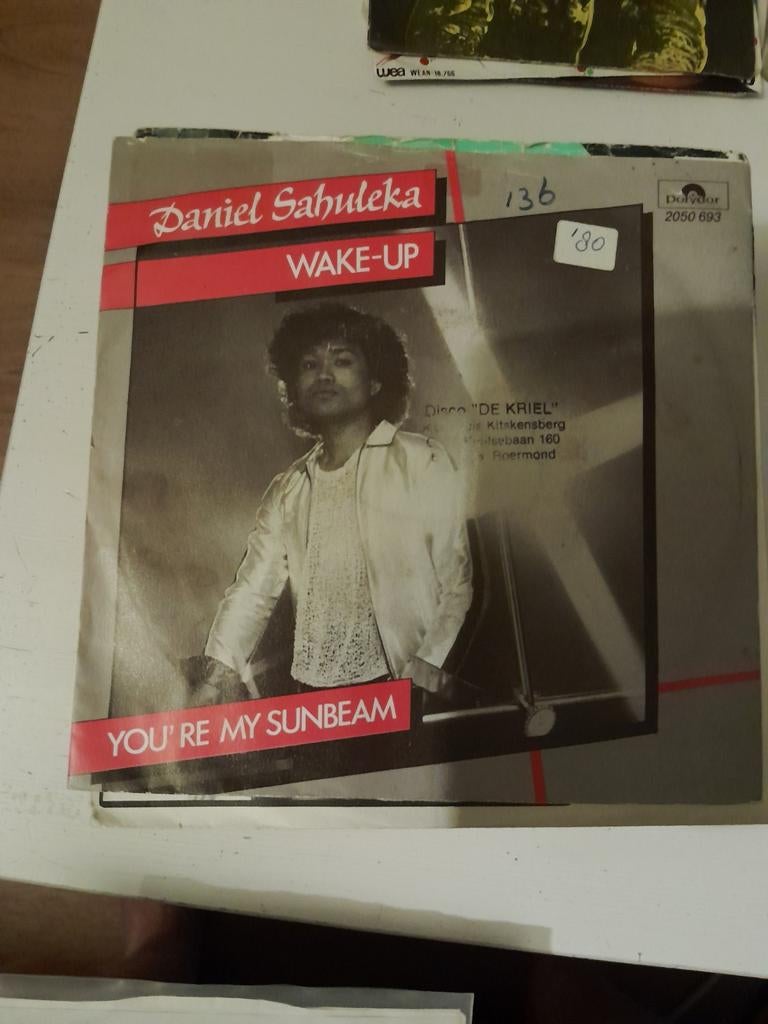 wea WEAN 18.766
Daniel Sahuleka
136
Polydor
2050 693
WAKE-UP
'80
Disco "DE KRIEL"
Kitskensberg
160
Roermond
YOU'RE MY SUNBEAM